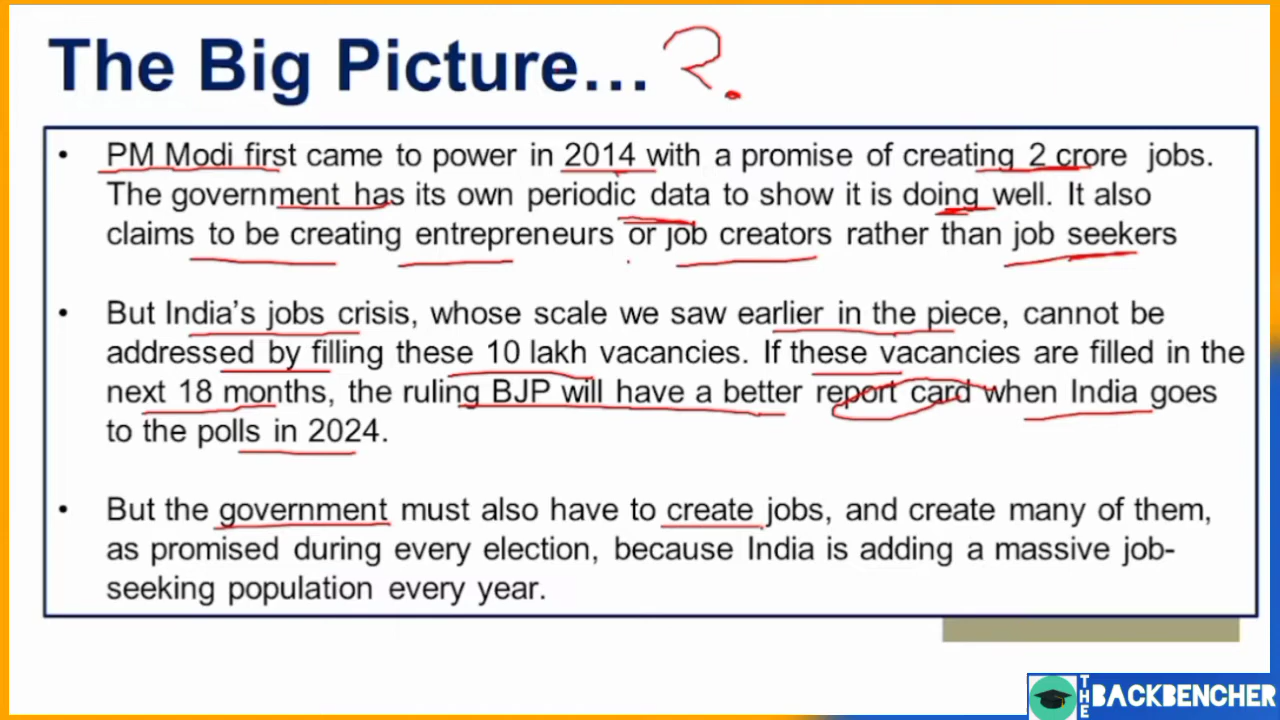 The Big Picture...?
• PM Modi first came to power in 2014 with a promise of creating 2 crore jobs.
The government has its own periodic data to show it is doing well. It also
claims to be creating entrepreneurs or job creators rather than job seekers
• But India's jobs crisis, whose scale we saw earlier in the piece, cannot be
addressed by filling these 10 lakh vacancies. If these vacancies are filled in the
next 18 months, the ruling BJP will have a better report card when India goes
to the polls in 2024.
• But the government must also have to create jobs, and create many of them,
as promised during every election, because India is adding a massive job-
seeking population every year.
THE BACKBENCHER